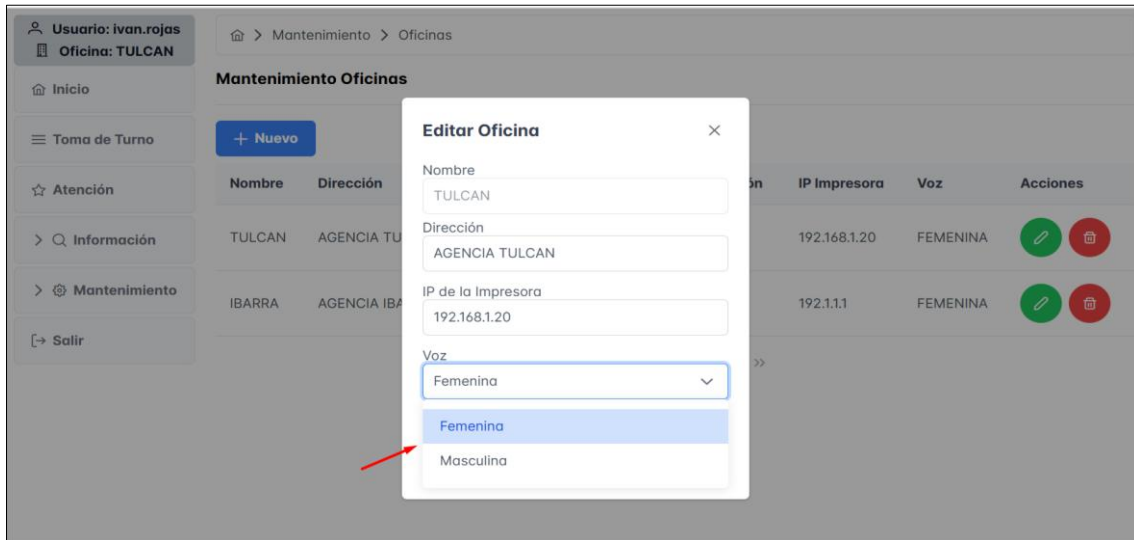 Usuario: ivan.rojas
Oficina: TULCAN
Inicio
Toma de Turno
Atención
Información
Mantenimiento
Salir
Mantenimiento > Oficinas
Mantenimiento Oficinas
+ Nuevo
Nombre Dirección ón IP Impresora Voz Acciones
TULCAN AGENCIA TU 192.168.1.20 FEMENINA
IBARRA AGENCIA IBA 192.1.1.1 FEMENINA
Editar Oficina
Nombre
TULCAN
Dirección
AGENCIA TULCAN
IP de la Impresora
192.168.1.20
Voz
Femenina
Femenina
Masculina